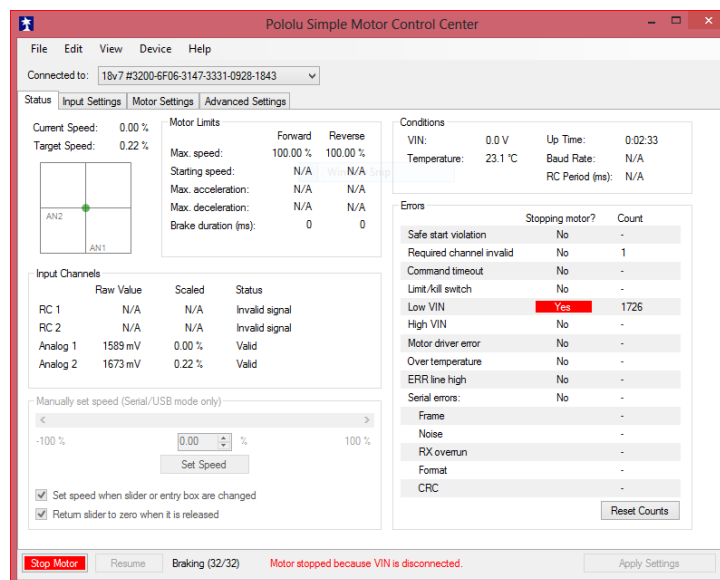 Pololu Simple Motor Control Center
File Edit View Device Help
Connected to: 18v7 #3200-6F06-3147-3331-0928-1843
Status Input Settings Motor Settings Advanced Settings
Current Speed: 0.00 %
Target Speed: 0.22 %
AN2
AN1
Motor Limits
Forward Reverse
Max. speed: 100.00 % 100.00 %
Starting speed: N/A N/A
Max. acceleration: N/A N/A
Max. deceleration: N/A N/A
Brake duration (ms): 0 0
Conditions
VIN: 0.0 V Up Time: 0:02:33
Temperature: 23.1 °C Baud Rate: N/A
RC Period (ms): N/A
Input Channels
Raw Value Scaled Status
RC 1 N/A N/A Invalid signal
RC 2 N/A N/A Invalid signal
Analog 1 1589 mV 0.00 % Valid
Analog 2 1673 mV 0.22 % Valid
Errors
Stopping motor? Count
Safe start violation No -
Required channel invalid No 1
Command timeout No -
Limit/kill switch No -
Low VIN Yes 1726
High VIN No -
Motor driver error No -
Over temperature No -
ERR line high No -
Serial errors: No -
Frame -
Noise -
RX overrun -
Format -
CRC -
Reset Counts
Manually set speed (Serial/USB mode only)
-100 % 0.00 % 100 %
Set Speed
Set speed when slider or entry box are changed
Return slider to zero when it is released
Stop Motor Resume Braking (32/32) Motor stopped because VIN is disconnected. Apply Settings